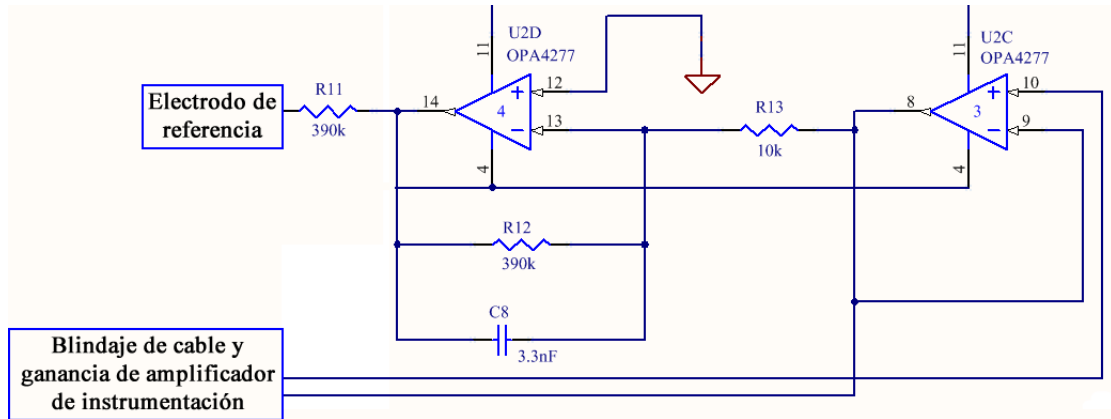 U2D
OPA4277
11
12
+
4
14
−
13
4
R11
390k
Electrodo de
referencia
R13
10k
U2C
OPA4277
11
10
+
3
8
−
9
4
R12
390k
C8
3.3nF
Blindaje de cable y
ganancia de amplificador
de instrumentación